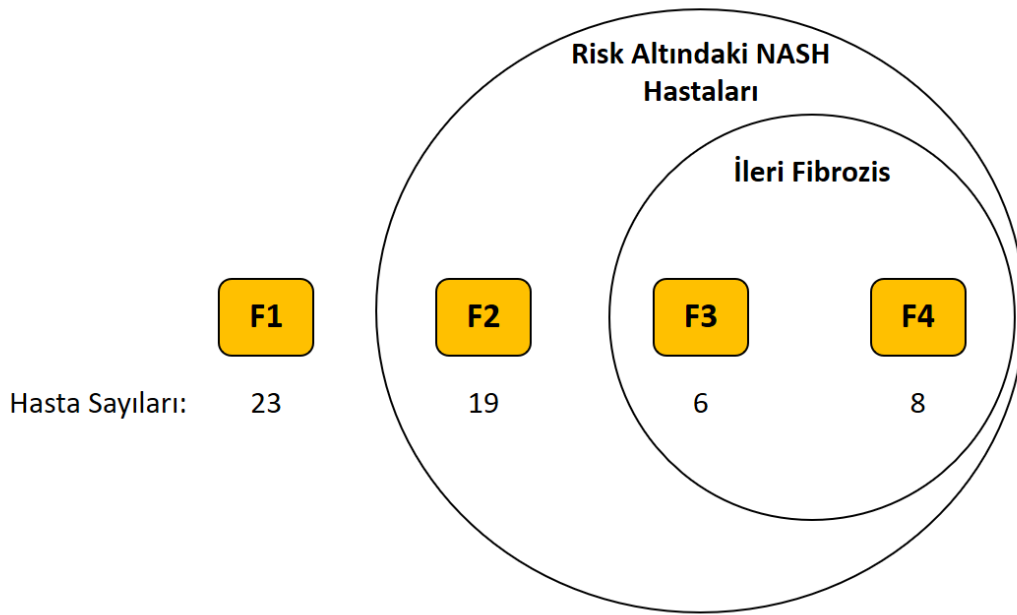 Risk Altındaki NASH
Hastaları
İleri Fibrozis
F1 F2 F3 F4
Hasta Sayıları: 23 19 6 8